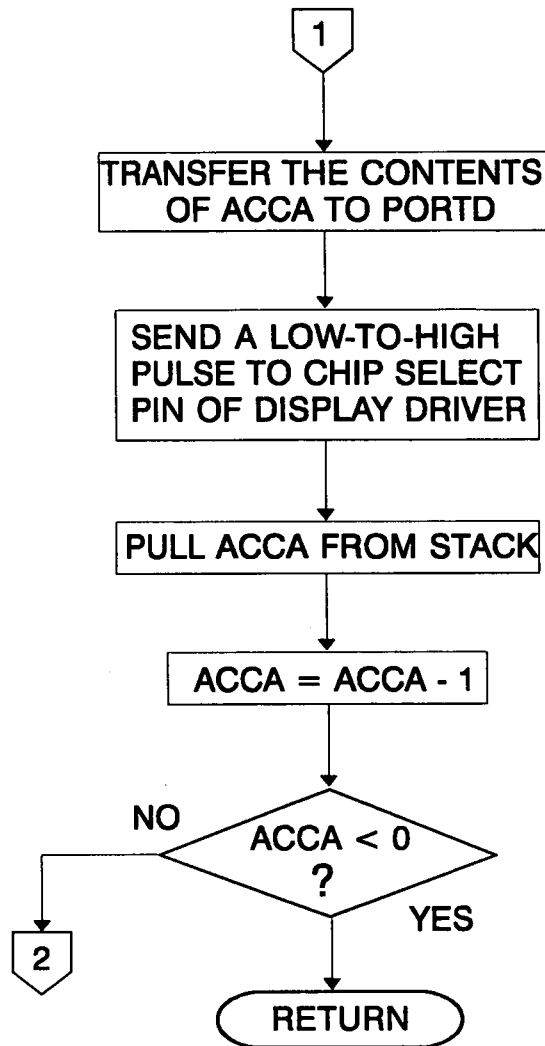 1
TRANSFER THE CONTENTS
OF ACCA TO PORTD
SEND A LOW-TO-HIGH
PULSE TO CHIP SELECT
PIN OF DISPLAY DRIVER
PULL ACCA FROM STACK
ACCA = ACCA - 1
NO
ACCA < 0
?
YES
2
RETURN